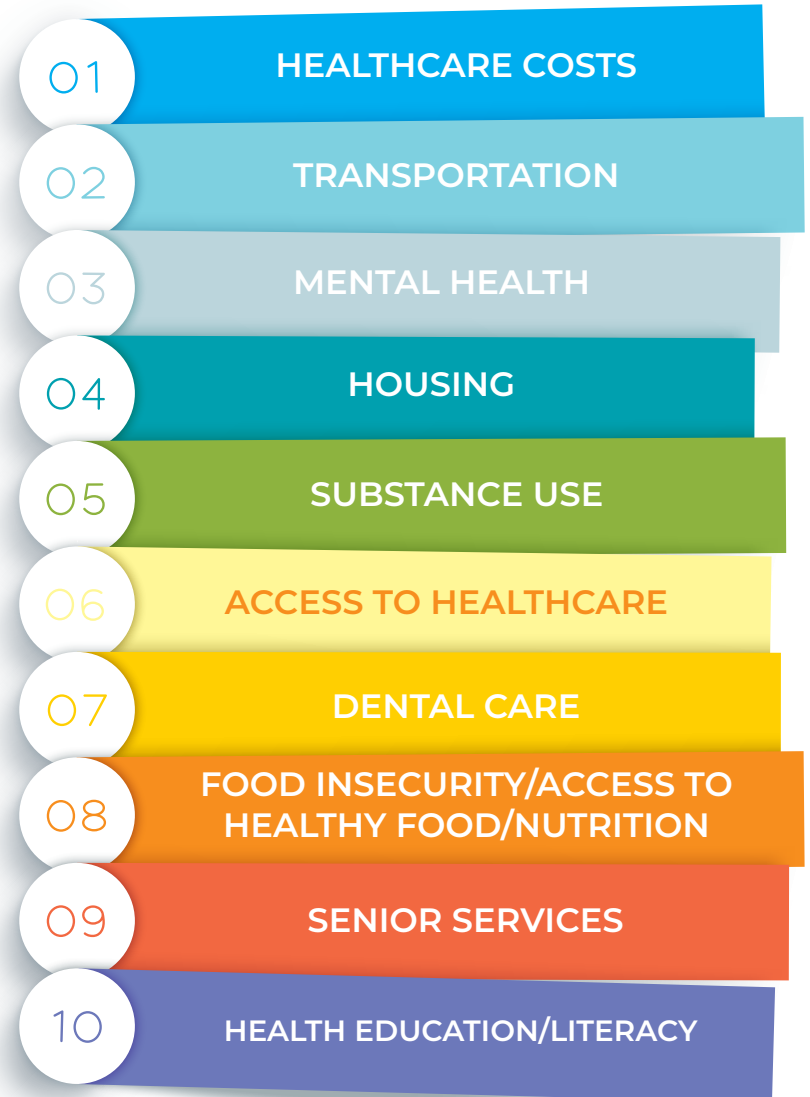 01
HEALTHCARE COSTS
02
TRANSPORTATION
03
MENTAL HEALTH
04
HOUSING
05
SUBSTANCE USE
06
ACCESS TO HEALTHCARE
07
DENTAL CARE
08
FOOD INSECURITY/ACCESS TO
HEALTHY FOOD/NUTRITION
09
SENIOR SERVICES
10
HEALTH EDUCATION/LITERACY